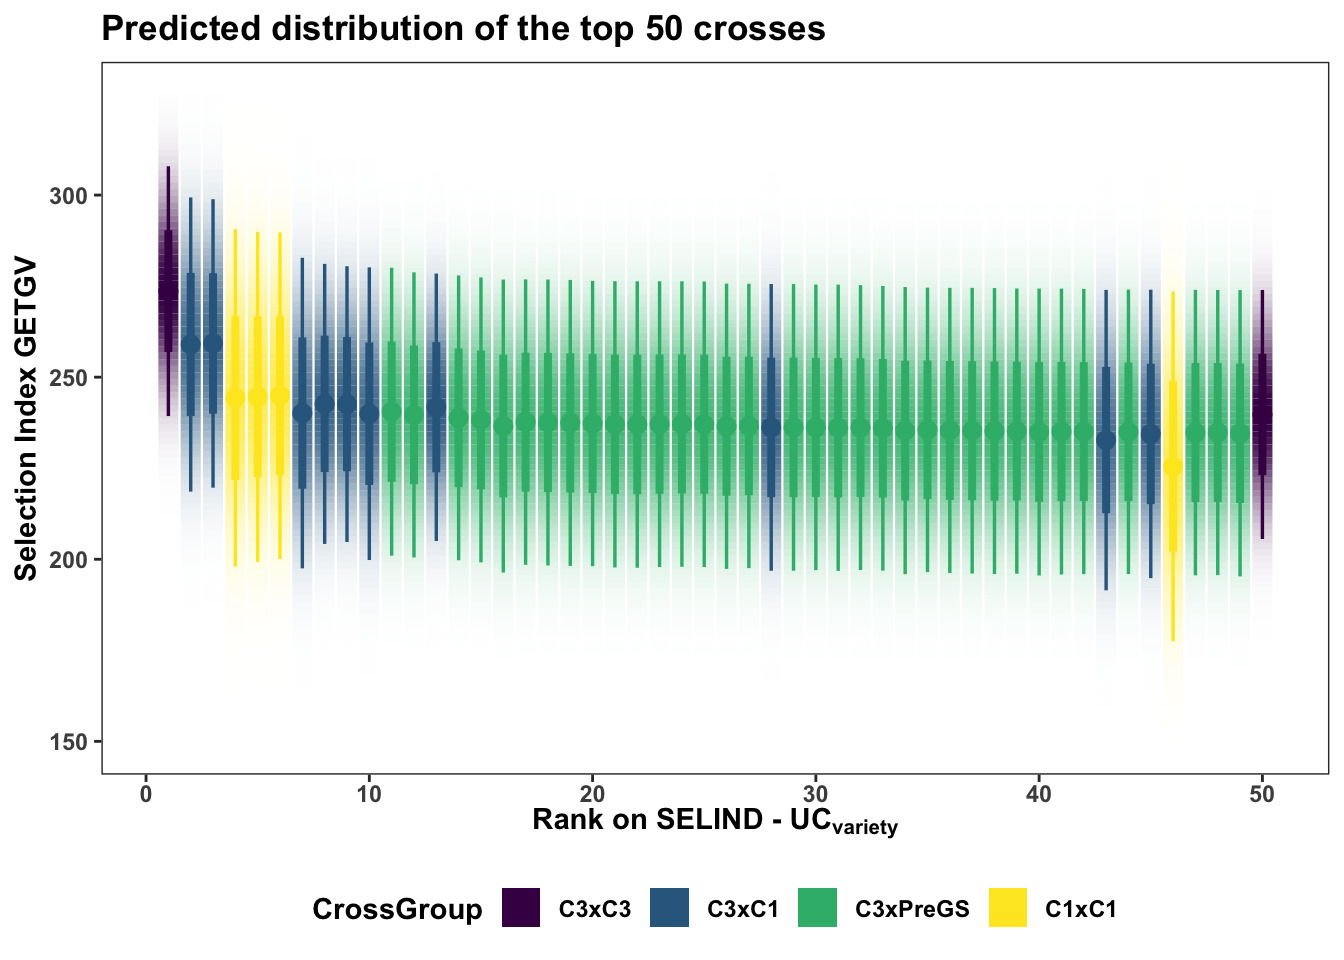 Predicted distribution of the top 50 crosses
Selection Index GETGV
300
250
200
150
0 10 20 30 40 50
Rank on SELIND - UCvariety
CrossGroup C3xC3 C3xC1 C3xPreGS C1xC1